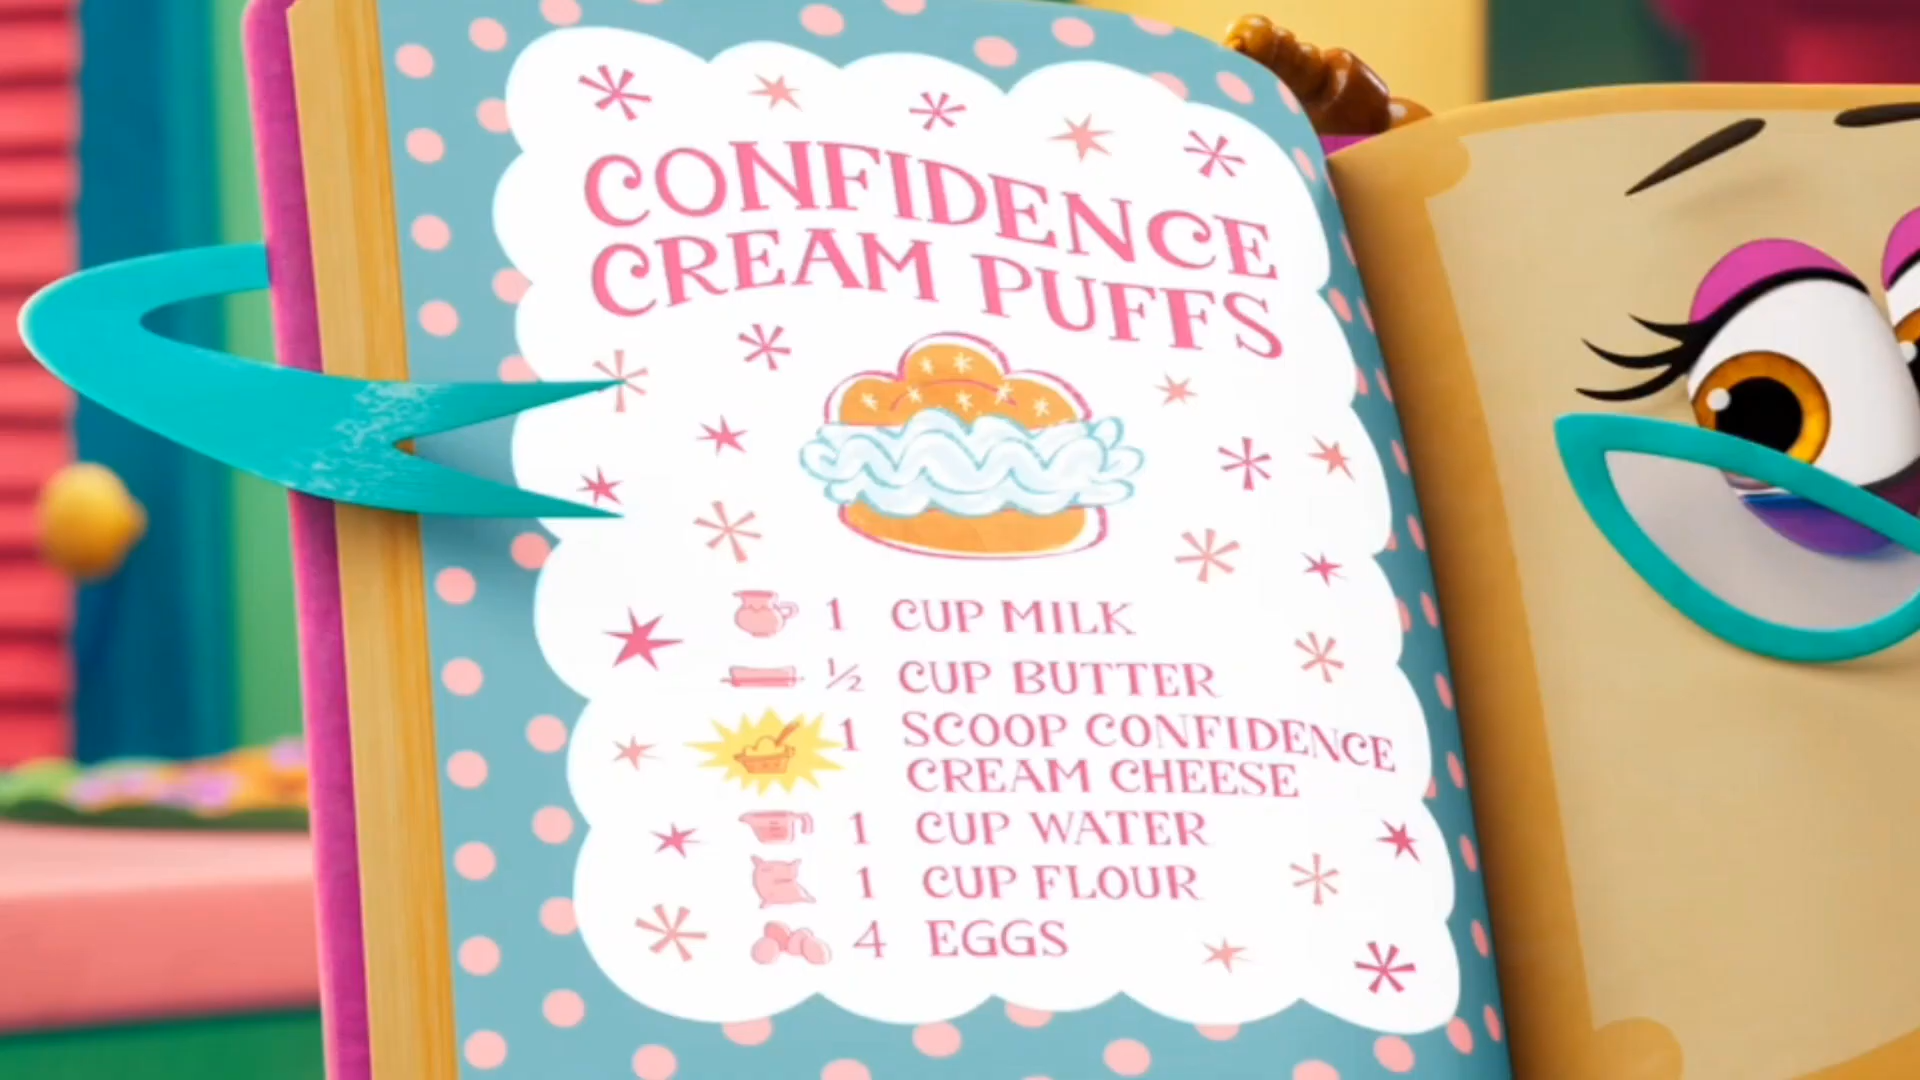 CONFIDENCE
CREAM PUFFS
1 CUP MILK
½ CUP BUTTER
1 SCOOP CONFIDENCE
CREAM CHEESE
1 CUP WATER
1 CUP FLOUR
4 EGGS